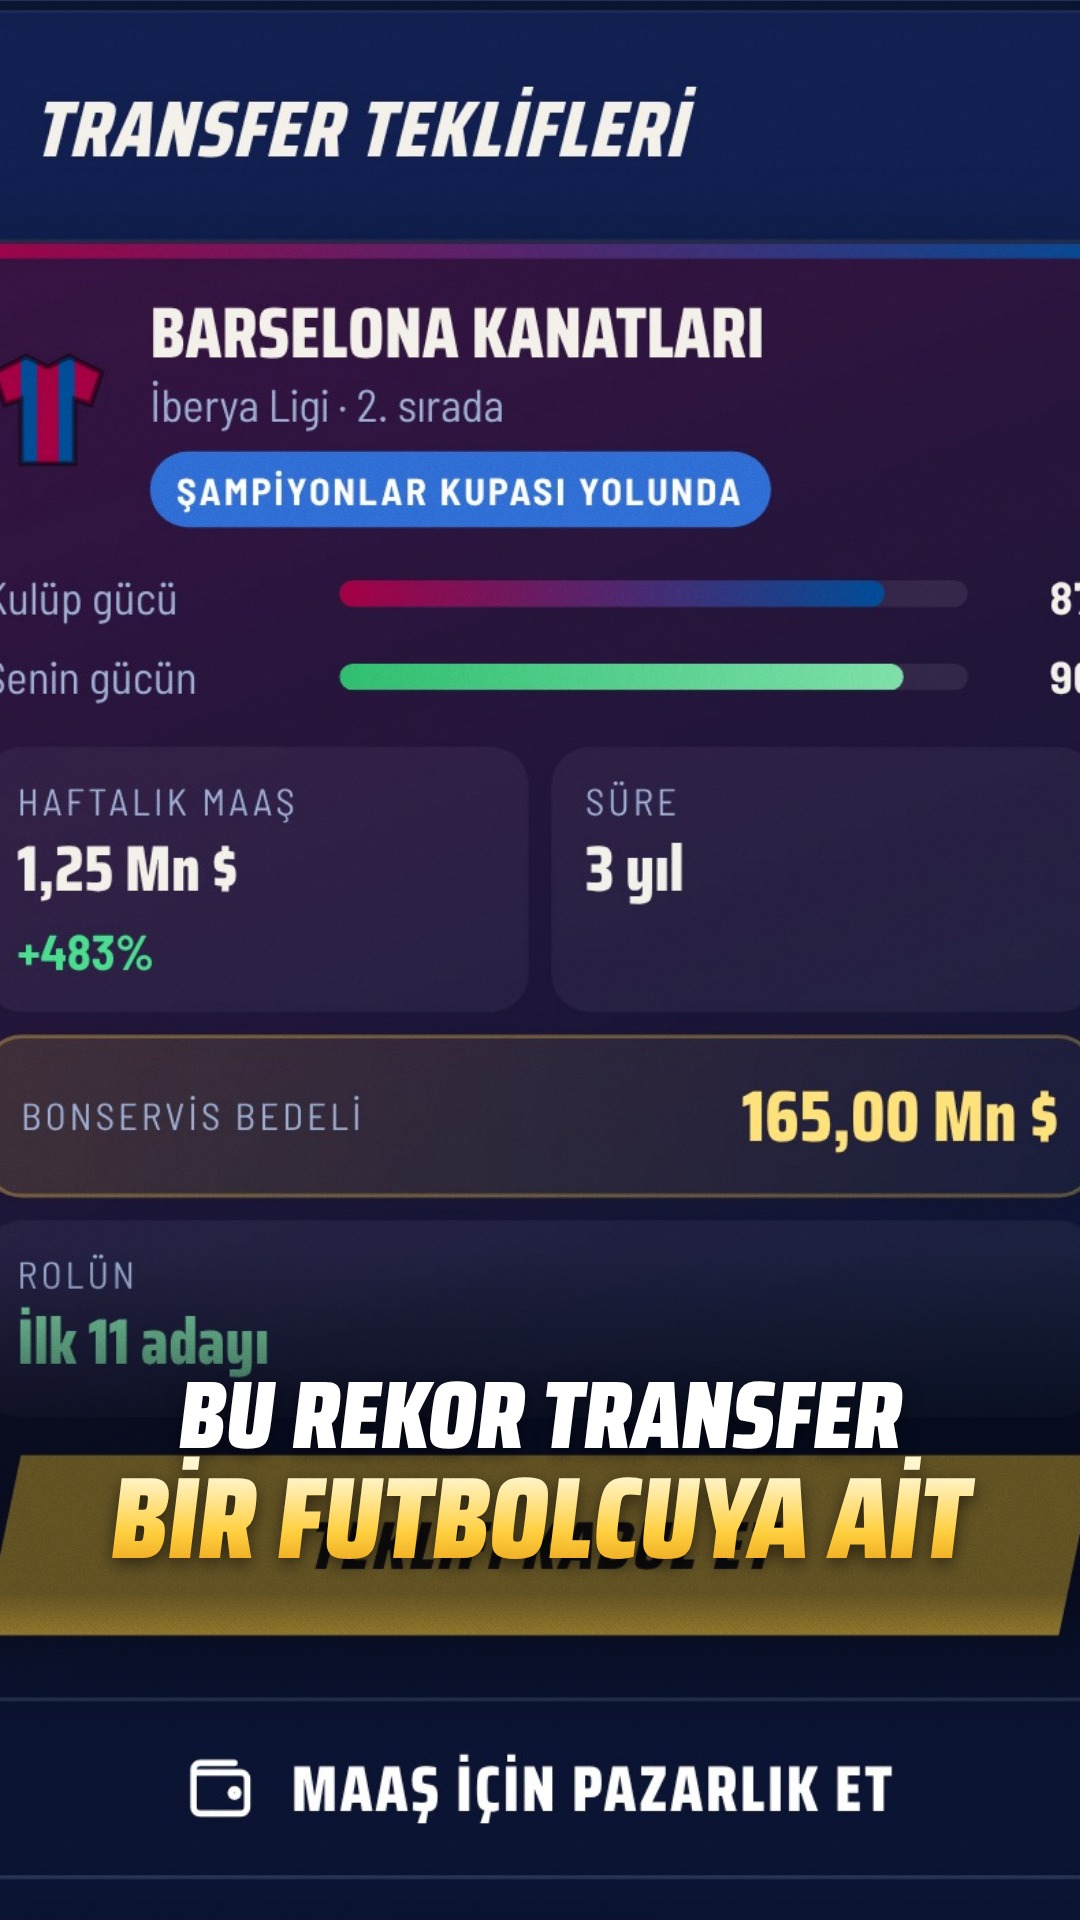 TRANSFER TEKLİFLERİ
BARSELONA KANATLARI
İberya Ligi · 2. sırada
ŞAMPİYONLAR KUPASI YOLUNDA
Kulüp gücü
Senin gücün
HAFTALIK MAAŞ
1,25 Mn $
+483%
SÜRE
3 yıl
BONSERVİS BEDELİ
165,00 Mn $
ROLÜN
İlk 11 adayı
BU REKOR TRANSFER
BİR FUTBOLCUYA AİT
MAAŞ İÇİN PAZARLIK ET